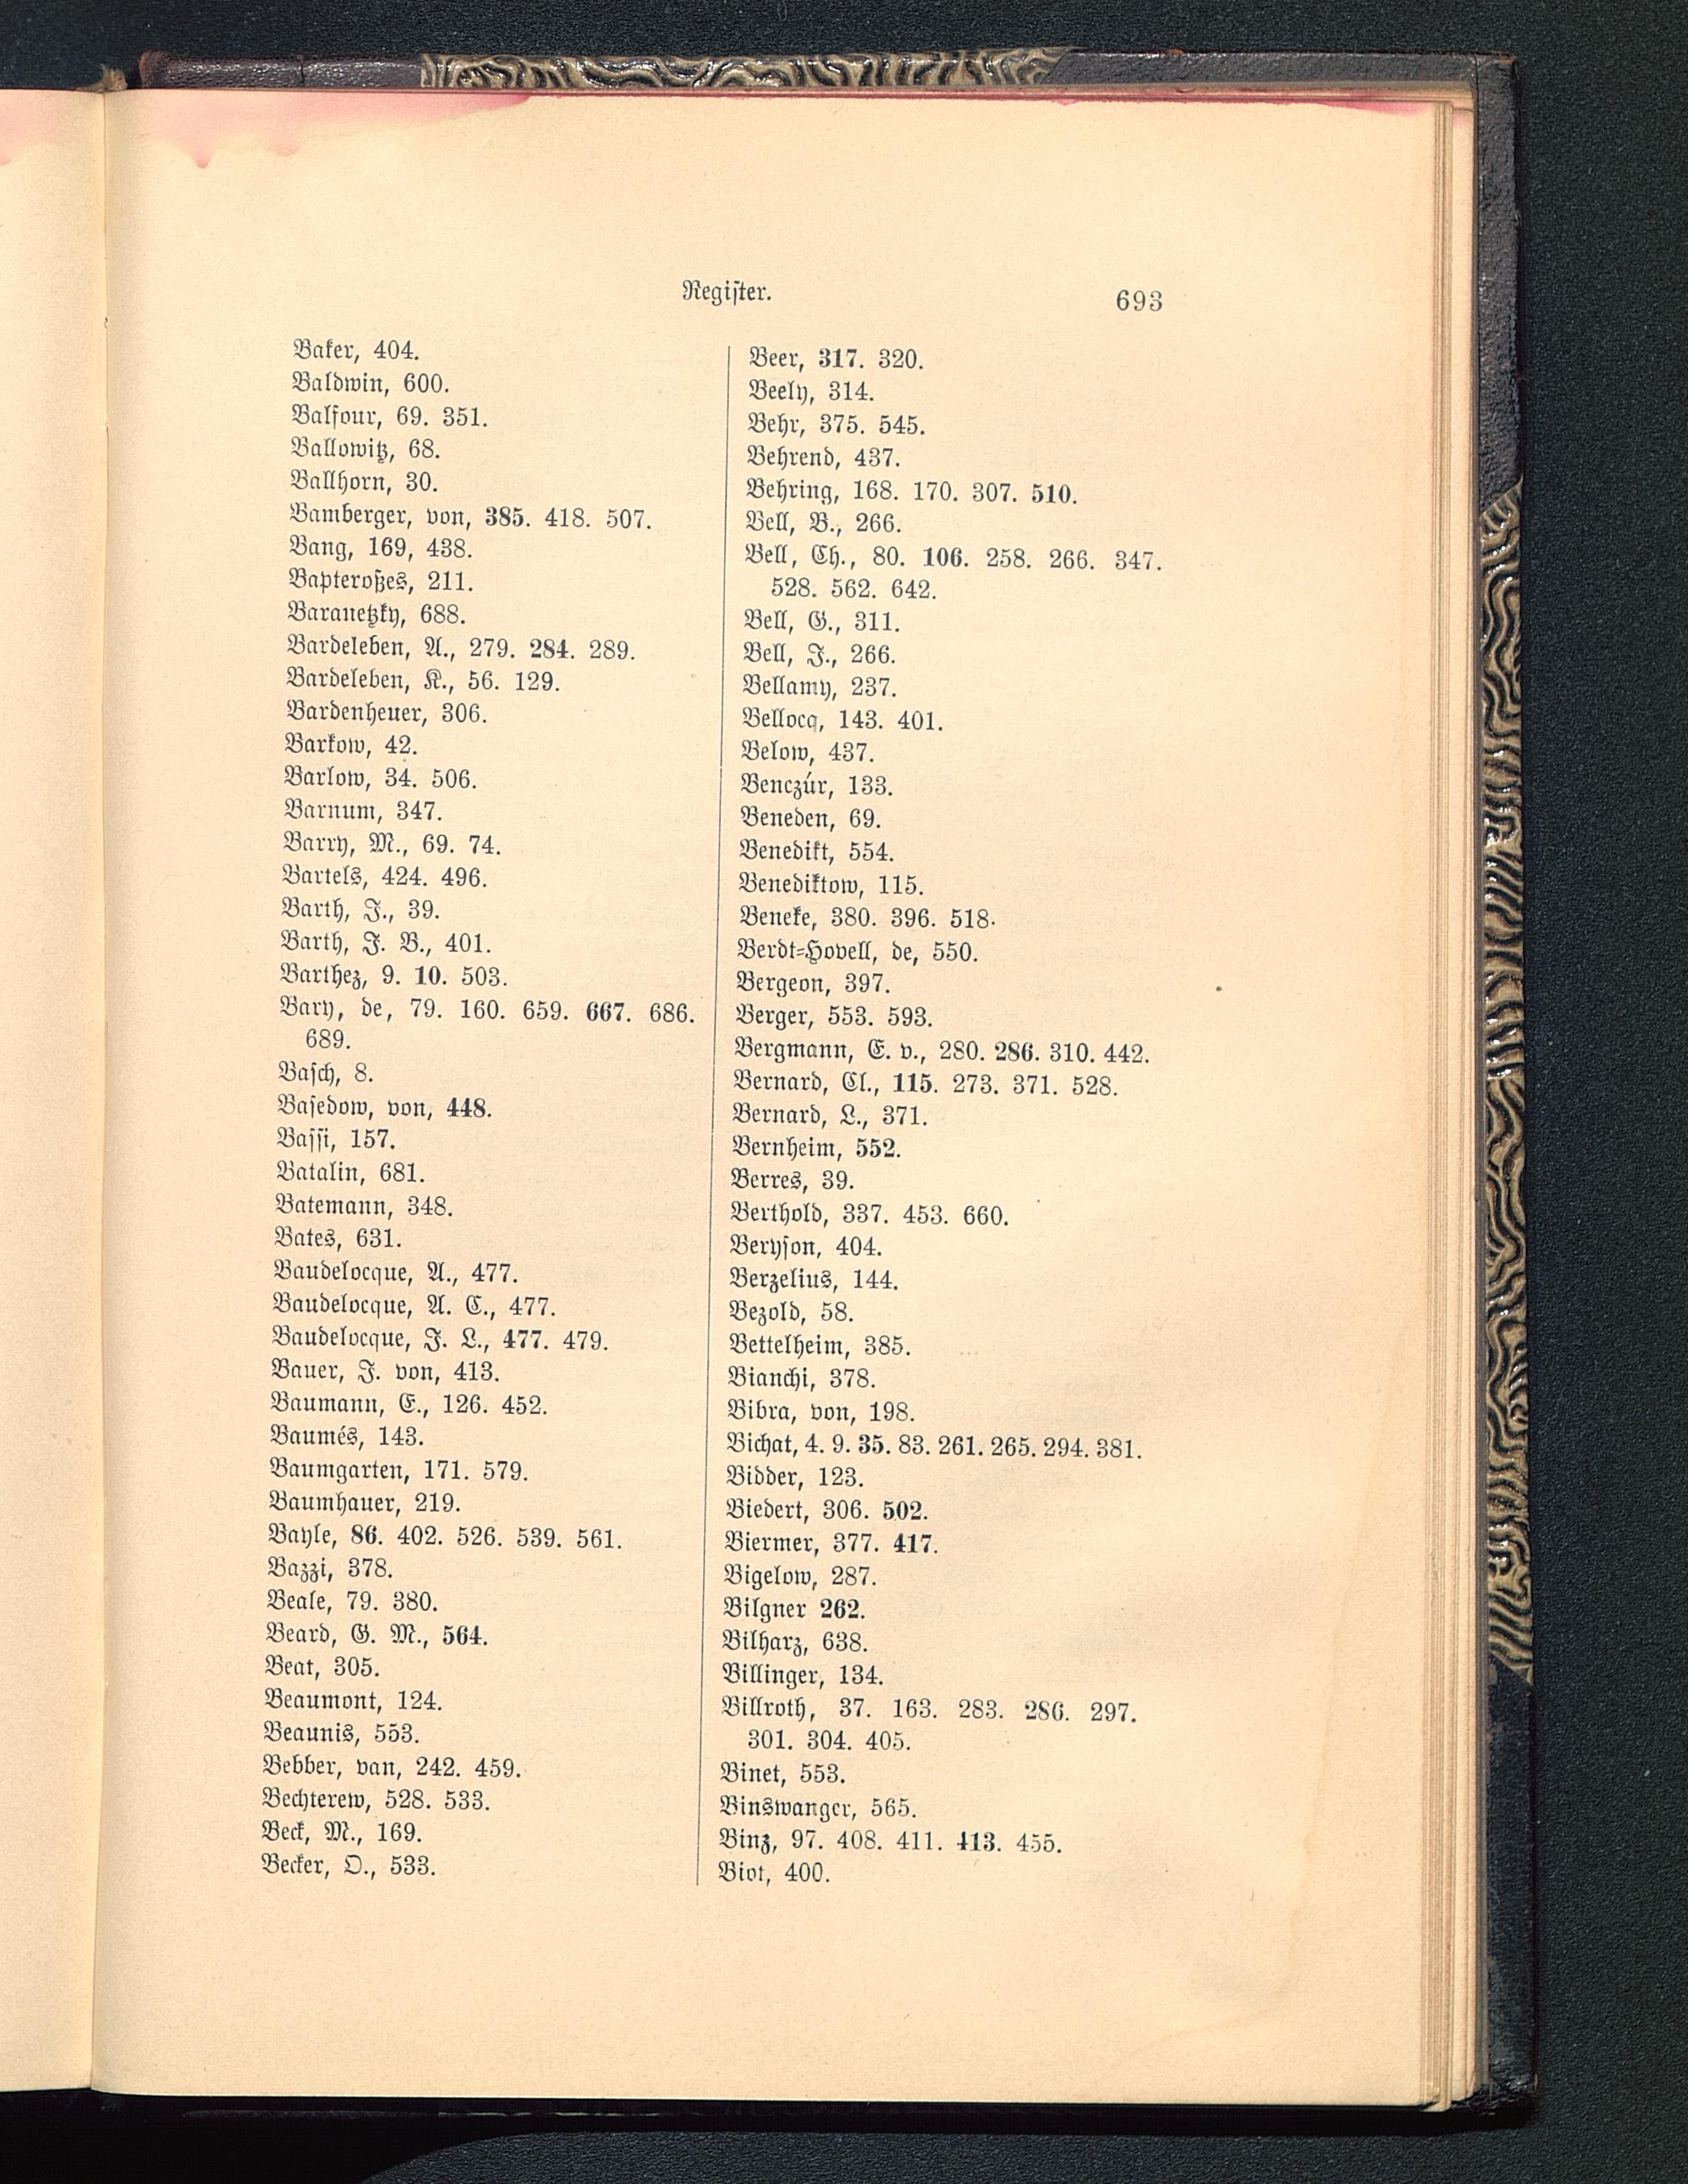 Register.
693
Baker, 404.
Baldwin, 600.
Balfour, 69. 351.
Ballowitz, 68.
Ballhorn, 30.
Bamberger, von, 385. 418. 507.
Bang, 169, 438.
Bapteroßes, 211.
Baranetzky, 688.
Bardeleben, A., 279. 284. 289.
Bardeleben, K., 56. 129.
Bardenheuer, 306.
Barkow, 42.
Barlow, 34. 506.
Barnum, 347.
Barry, M., 69. 74.
Bartels, 424. 496.
Barth, J., 39.
Barth, J. B., 401.
Barthez, 9. 10. 503.
Bary, de, 79. 160. 659. 667. 686.
689.
Basch, 8.
Basedow, von, 448.
Bassi, 157.
Batalin, 681.
Batemann, 348.
Bates, 631.
Baudelocque, A., 477.
Baudelocque, A. C., 477.
Baudelocque, J. L., 477. 479.
Bauer, J. von, 413.
Baumann, E., 126. 452.
Baumés, 143.
Baumgarten, 171. 579.
Baumhauer, 219.
Bayle, 86. 402. 526. 539. 561.
Bazzi, 378.
Beale, 79. 380.
Beard, G. M., 564.
Beat, 305.
Beaumont, 124.
Beaunis, 553.
Bebber, van, 242. 459.
Bechterew, 528. 533.
Beck, M., 169.
Becker, O., 533.
Beer, 317. 320.
Beely, 314.
Behr, 375. 545.
Behrend, 437.
Behring, 168. 170. 307. 510.
Bell, B., 266.
Bell, Ch., 80. 106. 258. 266. 347.
528. 562. 642.
Bell, G., 311.
Bell, J., 266.
Bellamy, 237.
Bellocq, 143. 401.
Below, 437.
Benczúr, 133.
Beneden, 69.
Benedikt, 554.
Benediktow, 115.
Beneke, 380. 396. 518.
Berdt=Hovell, de, 550.
Bergeon, 397.
Berger, 553. 593.
Bergmann, E. v., 280. 286. 310. 442.
Bernard, Cl., 115. 273. 371. 528.
Bernard, L., 371.
Bernheim, 552.
Berres, 39.
Berthold, 337. 453. 660.
Beryson, 404.
Berzelius, 144.
Bezold, 58.
Bettelheim, 385.
Bianchi, 378.
Bibra, von, 198.
Bichat, 4. 9. 35. 83. 261. 265. 294. 381.
Bidder, 123.
Biedert, 306. 502.
Biermer, 377. 417.
Bigelow, 287.
Bilgner 262.
Bilharz, 638.
Billinger, 134.
Billroth, 37. 163. 283. 286. 297.
301. 304. 405.
Binet, 553.
Binswanger, 565.
Binz, 97. 408. 411. 413. 455.
Biot, 400.